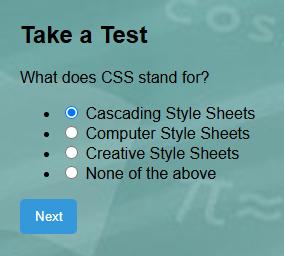 cos
Take a Test
What does CSS stand for?
Cascading Style Sheets
Computer Style Sheets
Creative Style Sheets
None of the above
π≈
Next